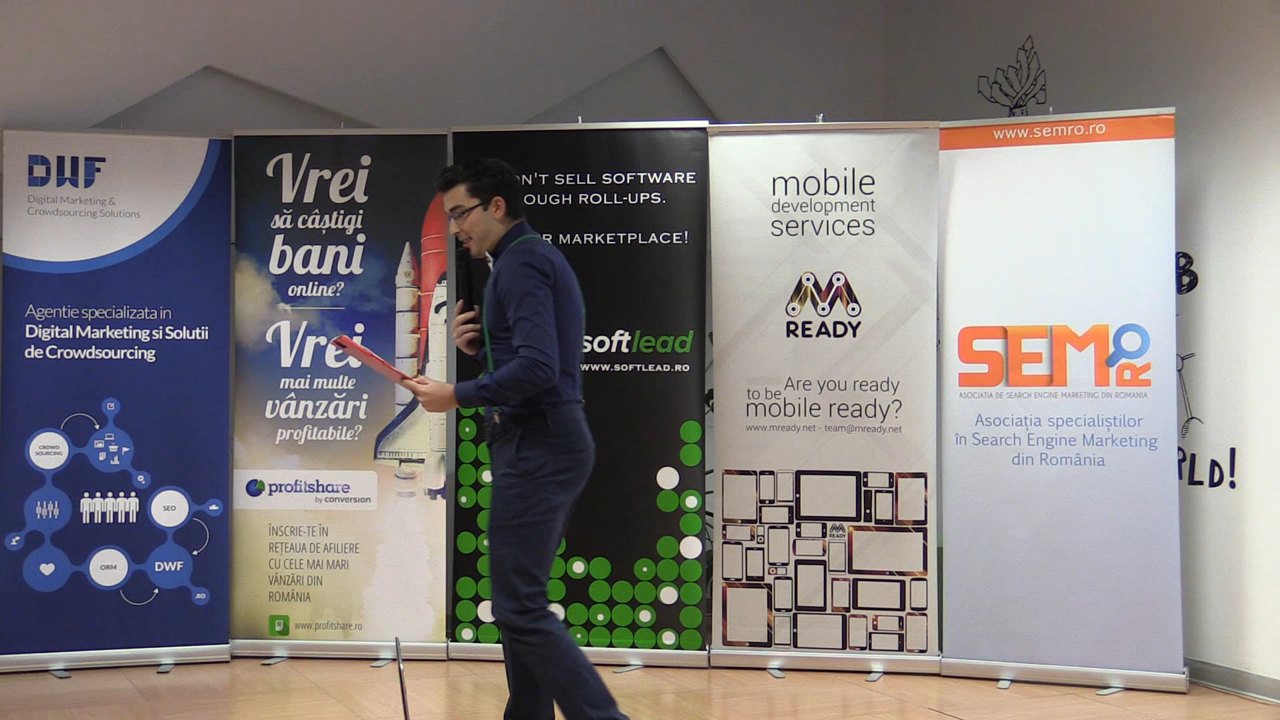 DWF
Digital Marketing &
Crowdsourcing Solutions
Agentie specializata in
Digital Marketing si Solutii
de Crowdsourcing
CROWD
SOURCING
SEO
ORM
DWF
Vrei
să câștigi
bani
online?
Vrei
mai multe
vânzări
profitabile?
profitshare
by conversion
ÎNSCRIE-TE ÎN
REȚEAUA DE AFILIERE
CU CELE MAI MARI
VÂNZĂRI DIN
ROMÂNIA
www.profitshare.ro
N'T SELL SOFTWARE
OUGH ROLL-UPS.
R MARKETPLACE!
softlead
WWW.SOFTLEAD.RO
mobile
development
services
M
READY
Are you ready
to be
mobile ready?
www.mready.net - team@mready.net
READY
www.semro.ro
SEM RO
ASOCIATIA DE SEARCH ENGINE MARKETING DIN ROMANIA
Asociația specialiștilor
în Search Engine Marketing
din România
B
RLD!